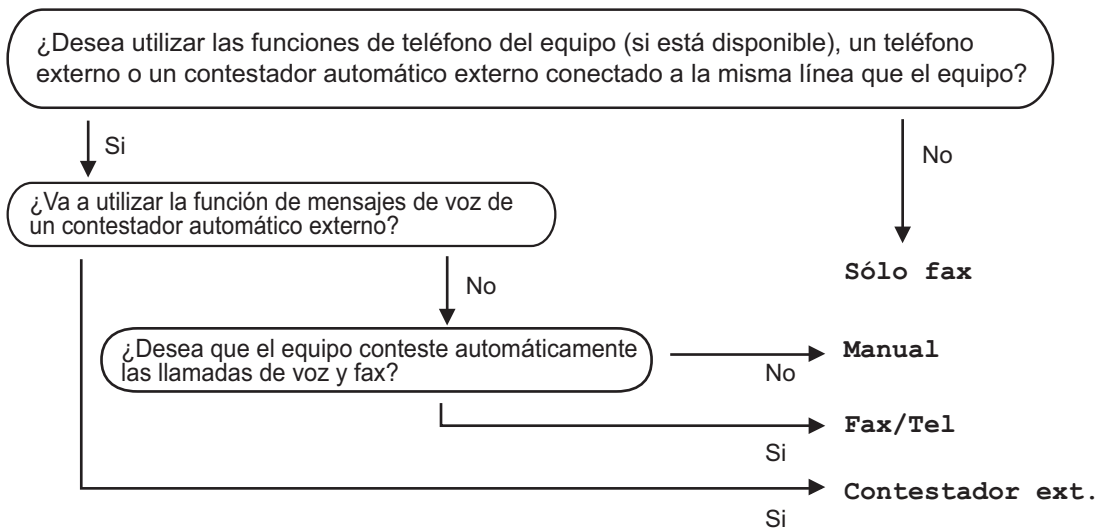 ¿Desea utilizar las funciones de teléfono del equipo (si está disponible), un teléfono
externo o un contestador automático externo conectado a la misma línea que el equipo?
Si
No
¿Va a utilizar la función de mensajes de voz de
un contestador automático externo?
Sólo fax
No
¿Desea que el equipo conteste automáticamente
las llamadas de voz y fax?
No
Manual
Si
Fax/Tel
Si
Contestador ext.